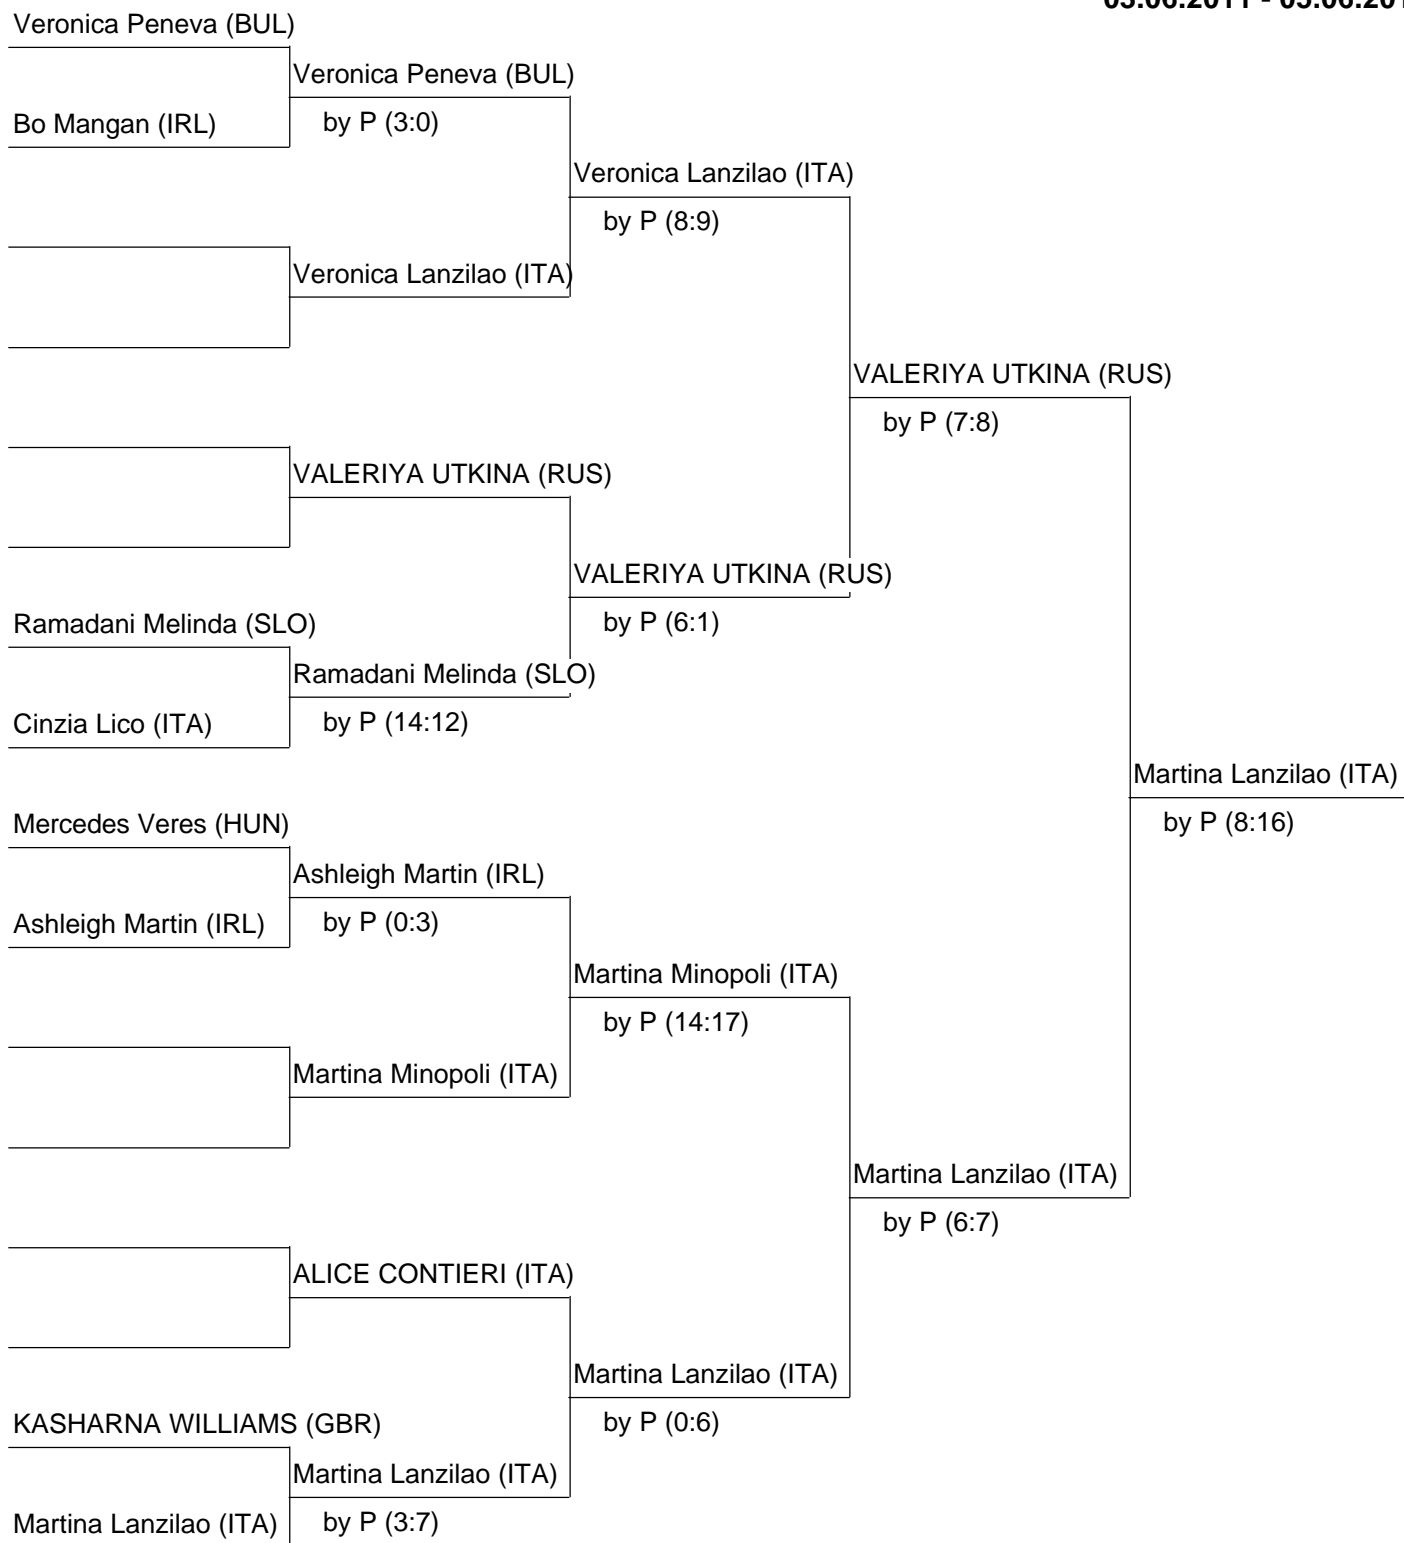 Veronica Peneva (BUL)
Veronica Peneva (BUL)
Bo Mangan (IRL)
by P (3:0)
Veronica Lanzilao (ITA)
by P (8:9)
Veronica Lanzilao (ITA)
VALERIYA UTKINA (RUS)
by P (7:8)
VALERIYA UTKINA (RUS)
VALERIYA UTKINA (RUS)
Ramadani Melinda (SLO)
by P (6:1)
Ramadani Melinda (SLO)
Cinzia Lico (ITA)
by P (14:12)
Martina Lanzilao (ITA)
Mercedes Veres (HUN)
by P (8:16)
Ashleigh Martin (IRL)
Ashleigh Martin (IRL)
by P (0:3)
Martina Minopoli (ITA)
by P (14:17)
Martina Minopoli (ITA)
Martina Lanzilao (ITA)
by P (6:7)
ALICE CONTIERI (ITA)
Martina Lanzilao (ITA)
KASHARNA WILLIAMS (GBR)
by P (0:6)
Martina Lanzilao (ITA)
Martina Lanzilao (ITA)
by P (3:7)